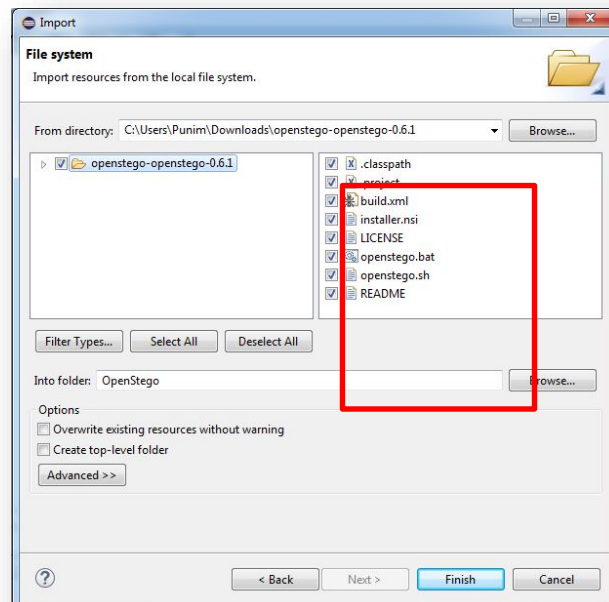 Import
File system
Import resources from the local file system.
From directory: C:\Users\Punim\Downloads\openstego-openstego-0.6.1 Browse...
openstego-openstego-0.6.1
.classpath
.project
build.xml
installer.nsi
LICENSE
openstego.bat
openstego.sh
README
Filter Types... Select All Deselect All
Into folder: OpenStego Browse...
Options
Overwrite existing resources without warning
Create top-level folder
Advanced >>
< Back Next > Finish Cancel